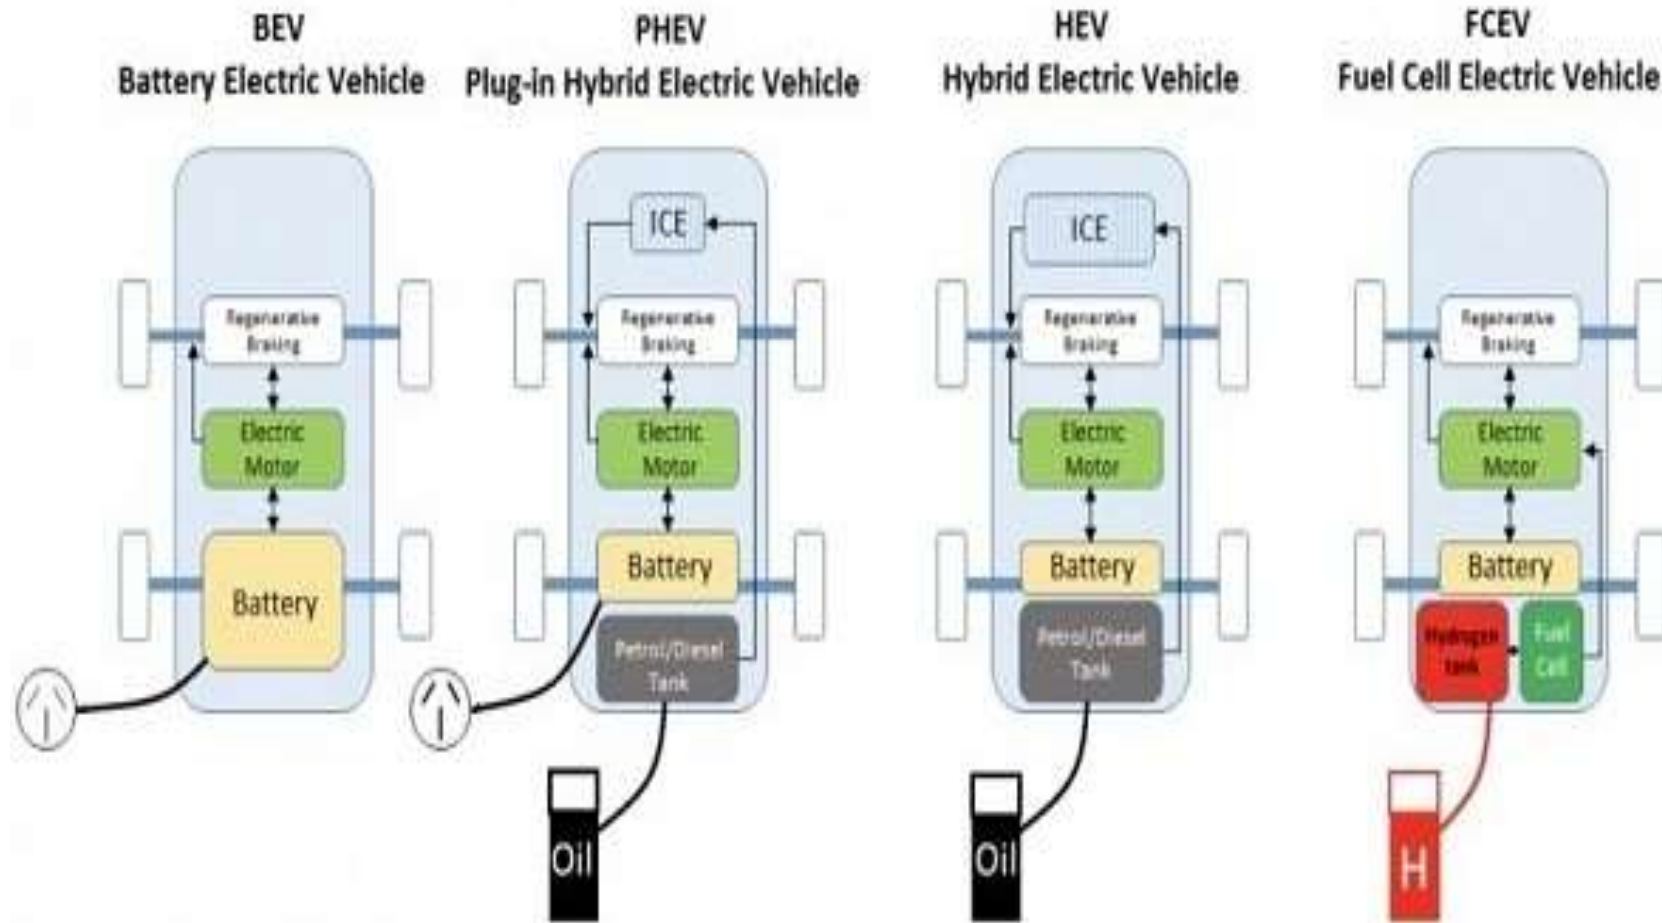 BEV
Battery Electric Vehicle
Regenerative
Braking
Electric
Motor
Battery
PHEV
Plug-in Hybrid Electric Vehicle
ICE
Regenerative
Braking
Electric
Motor
Battery
Petrol/Diesel
Tank
Oil
HEV
Hybrid Electric Vehicle
ICE
Regenerative
Braking
Electric
Motor
Battery
Petrol/Diesel
Tank
Oil
FCEV
Fuel Cell Electric Vehicle
Regenerative
Braking
Electric
Motor
Battery
Hydrogen
tank
Fuel
Cell
H